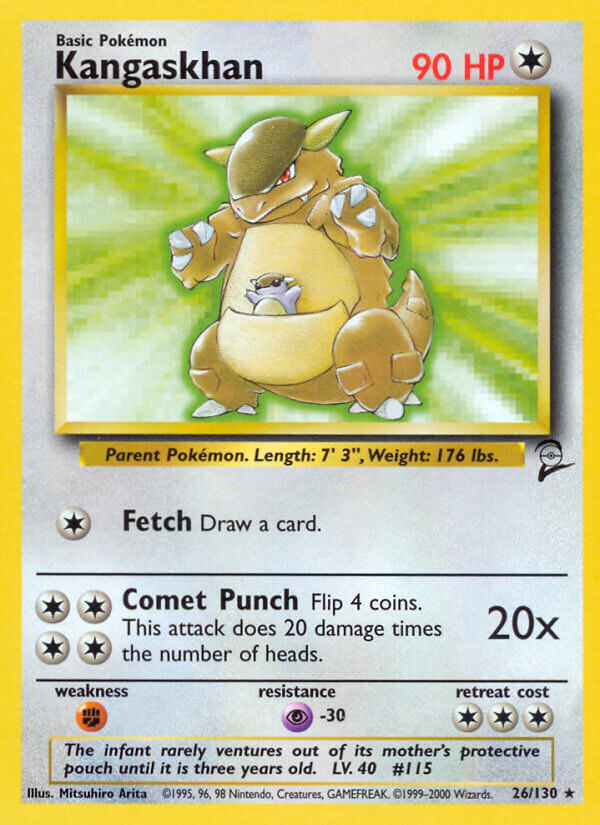 Basic Pokémon
Kangaskhan
90 HP
Parent Pokémon. Length: 7' 3", Weight: 176 lbs.
Fetch Draw a card.
Comet Punch Flip 4 coins.
This attack does 20 damage times
the number of heads.
20x
weakness resistance retreat cost
-30
The infant rarely ventures out of its mother's protective
pouch until it is three years old. LV. 40 #115
Illus. Mitsuhiro Arita ©1995, 96, 98 Nintendo, Creatures, GAMEFREAK. ©1999-2000 Wizards. 26/130 ★